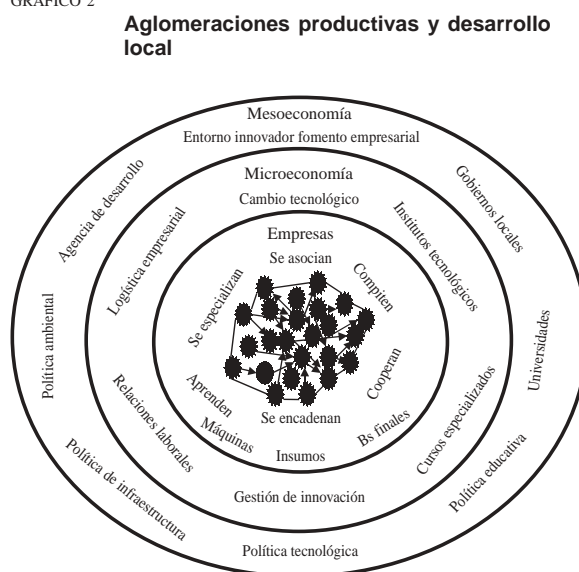 GRÁFICO 2
Aglomeraciones productivas y desarrollo
local
Mesoeconomía
Entorno innovador fomento empresarial
Agencia de desarrollo
Gobiernos locales
Microeconomía
Cambio tecnológico
Logística empresarial
Institutos tecnológicos
Empresas
Se asocian
Se especializan
Compiten
Política ambiental
Universidades
Aprenden
Cooperan
Se encadenan
Máquinas
Bs finales
Insumos
Relaciones laborales
Cursos especializados
Gestión de innovación
Política de infraestructura
Política educativa
Política tecnológica